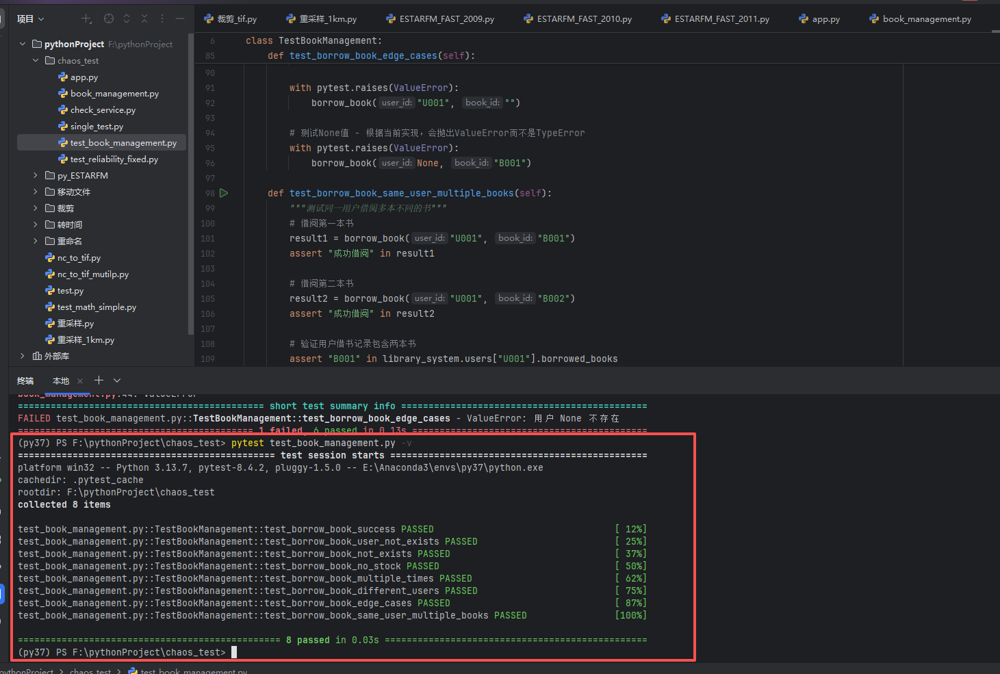 项目
裁剪_tif.py
重采样_1km.py
ESTARFM_FAST_2009.py
ESTARFM_FAST_2010.py
ESTARFM_FAST_2011.py
app.py
book_management.py
pythonProject F:\pythonProject
chaos_test
app.py
book_management.py
check_service.py
single_test.py
test_book_management.py
test_reliability_fixed.py
py_ESTARFM
移动文件
裁剪
转时间
重命名
nc_to_tif.py
nc_to_tif_mutilp.py
test.py
test_math_simple.py
重采样.py
重采样_1km.py
外部库
6 class TestBookManagement:
85 def test_borrow_book_edge_cases(self):
90
91 with pytest.raises(ValueError):
92 borrow_book( user_id: "U001", book_id: "")
93
94 # 测试None值 - 根据当前实现，会抛出ValueError而不是TypeError
95 with pytest.raises(ValueError):
96 borrow_book( user_id: None, book_id: "B001")
97
98 def test_borrow_book_same_user_multiple_books(self):
99 """测试同一用户借阅多本不同的书"""
100 # 借阅第一本书
101 result1 = borrow_book( user_id: "U001", book_id: "B001")
102 assert "成功借阅" in result1
103
104 # 借阅第二本书
105 result2 = borrow_book( user_id: "U001", book_id: "B002")
106 assert "成功借阅" in result2
107
108 # 验证用户借书记录包含两本书
109 assert "B001" in library_system.users["U001"].borrowed_books
终端 本地
book_management.py:44: ValueError
============================================= short test summary info =============================================
FAILED test_book_management.py::TestBookManagement::test_borrow_book_edge_cases - ValueError: 用户 None 不存在
=========================================== 1 failed, 6 passed in 0.13s ===========================================
(py37) PS F:\pythonProject\chaos_test> pytest test_book_management.py -v
=============================================== test session starts ===============================================
platform win32 -- Python 3.13.7, pytest-8.4.2, pluggy-1.5.0 -- E:\Anaconda3\envs\py37\python.exe
cachedir: .pytest_cache
rootdir: F:\pythonProject\chaos_test
collected 8 items
test_book_management.py::TestBookManagement::test_borrow_book_success PASSED [ 12%]
test_book_management.py::TestBookManagement::test_borrow_book_user_not_exists PASSED [ 25%]
test_book_management.py::TestBookManagement::test_borrow_book_not_exists PASSED [ 37%]
test_book_management.py::TestBookManagement::test_borrow_book_no_stock PASSED [ 50%]
test_book_management.py::TestBookManagement::test_borrow_book_multiple_times PASSED [ 62%]
test_book_management.py::TestBookManagement::test_borrow_book_different_users PASSED [ 75%]
test_book_management.py::TestBookManagement::test_borrow_book_edge_cases PASSED [ 87%]
test_book_management.py::TestBookManagement::test_borrow_book_same_user_multiple_books PASSED [100%]
================================================ 8 passed in 0.03s ================================================
(py37) PS F:\pythonProject\chaos_test>
pythonProject > chaos_test > test_book_management.py